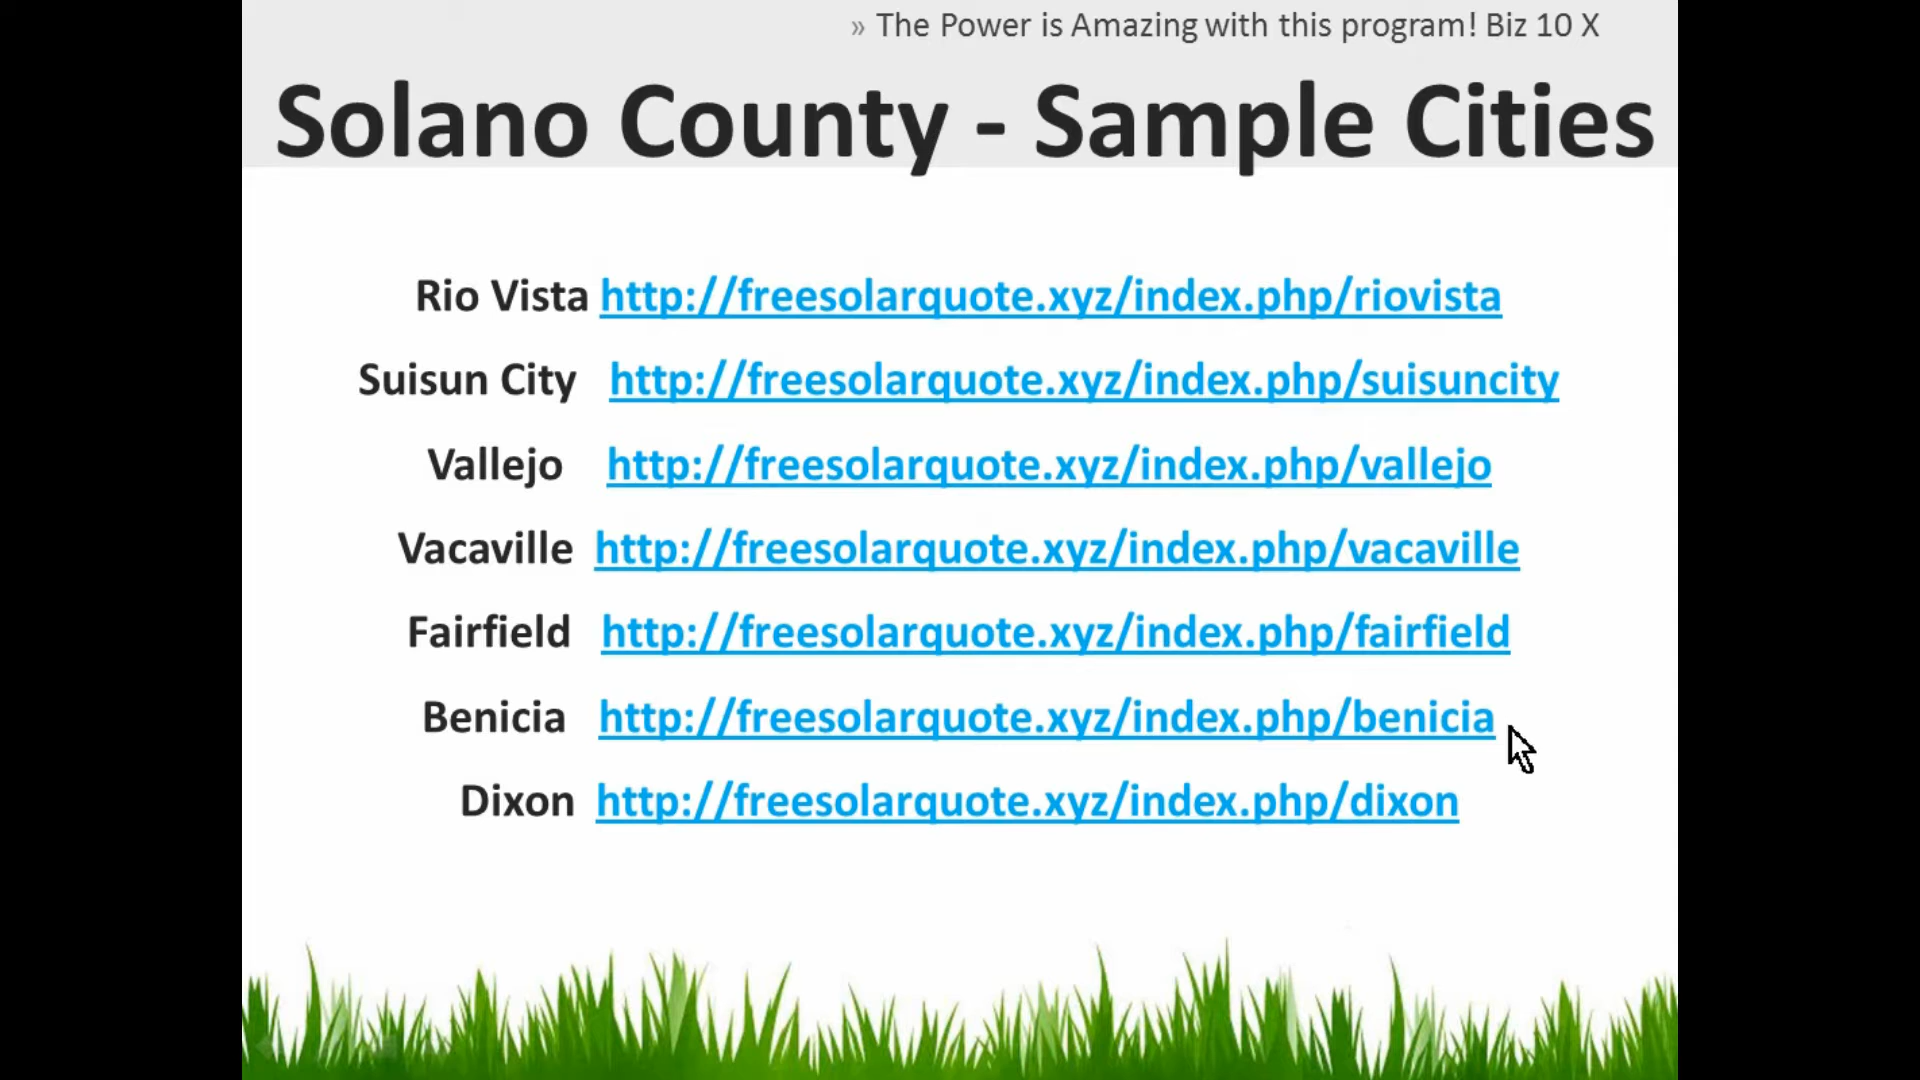 » The Power is Amazing with this program! Biz 10 X
Solano County - Sample Cities
Rio Vista http://freesolarquote.xyz/index.php/riovista
Suisun City http://freesolarquote.xyz/index.php/suisuncity
Vallejo http://freesolarquote.xyz/index.php/vallejo
Vacaville http://freesolarquote.xyz/index.php/vacaville
Fairfield http://freesolarquote.xyz/index.php/fairfield
Benicia http://freesolarquote.xyz/index.php/benicia
Dixon http://freesolarquote.xyz/index.php/dixon